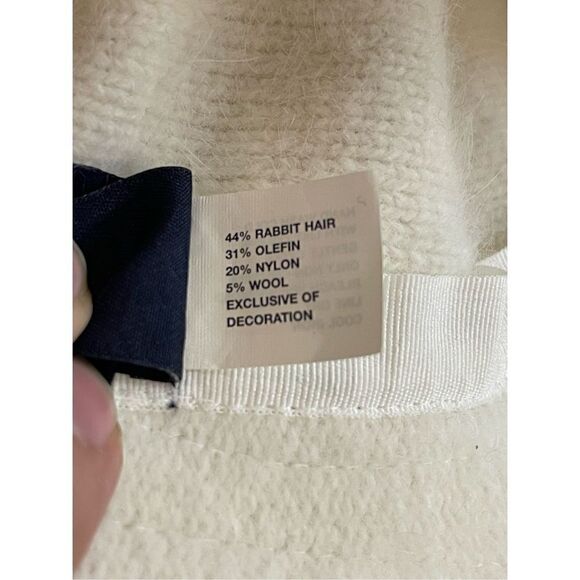 44% RABBIT HAIR
31% OLEFIN
20% NYLON
5% WOOL
EXCLUSIVE OF
DECORATION